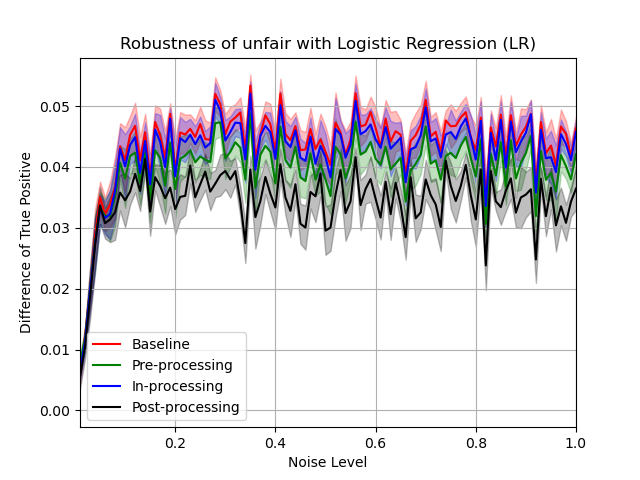 Robustness of unfair with Logistic Regression (LR)
Difference of True Positive
0.05
0.04
0.03
0.02
0.01
0.00
Baseline
Pre-processing
In-processing
Post-processing
0.2 0.4 0.6 0.8 1.0
Noise Level